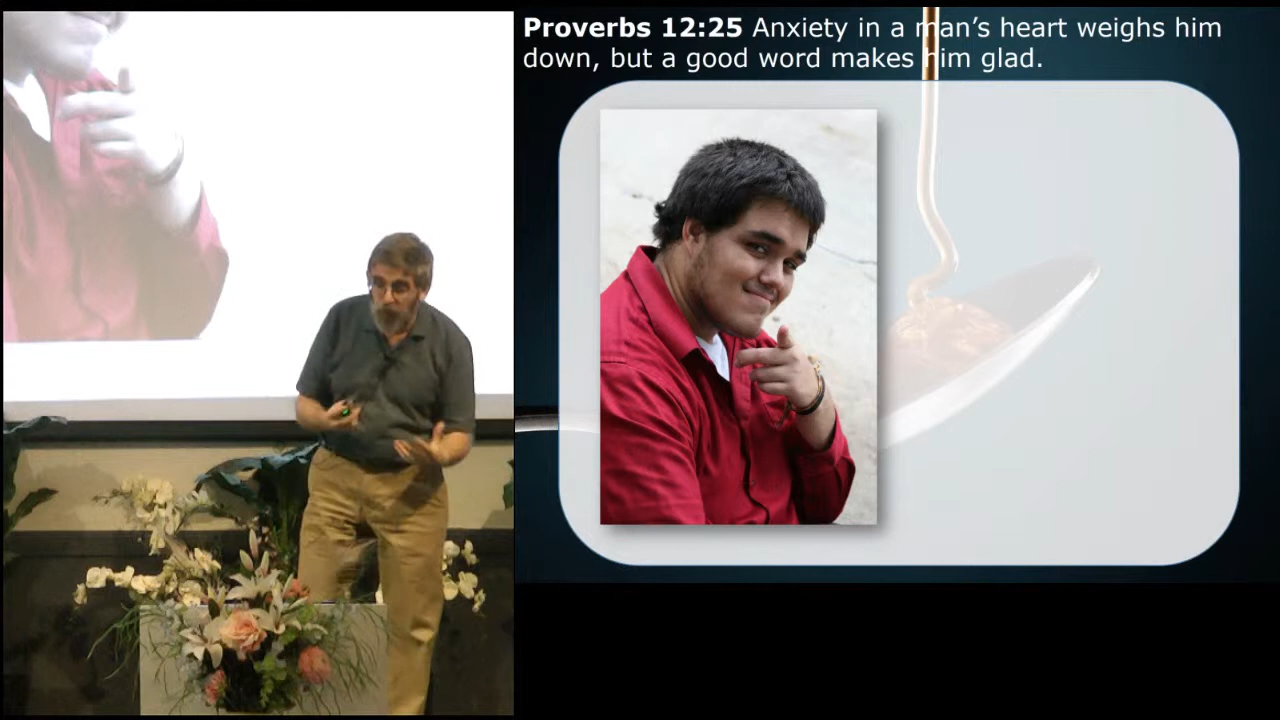 Proverbs 12:25 Anxiety in a man's heart weighs him
down, but a good word makes him glad.